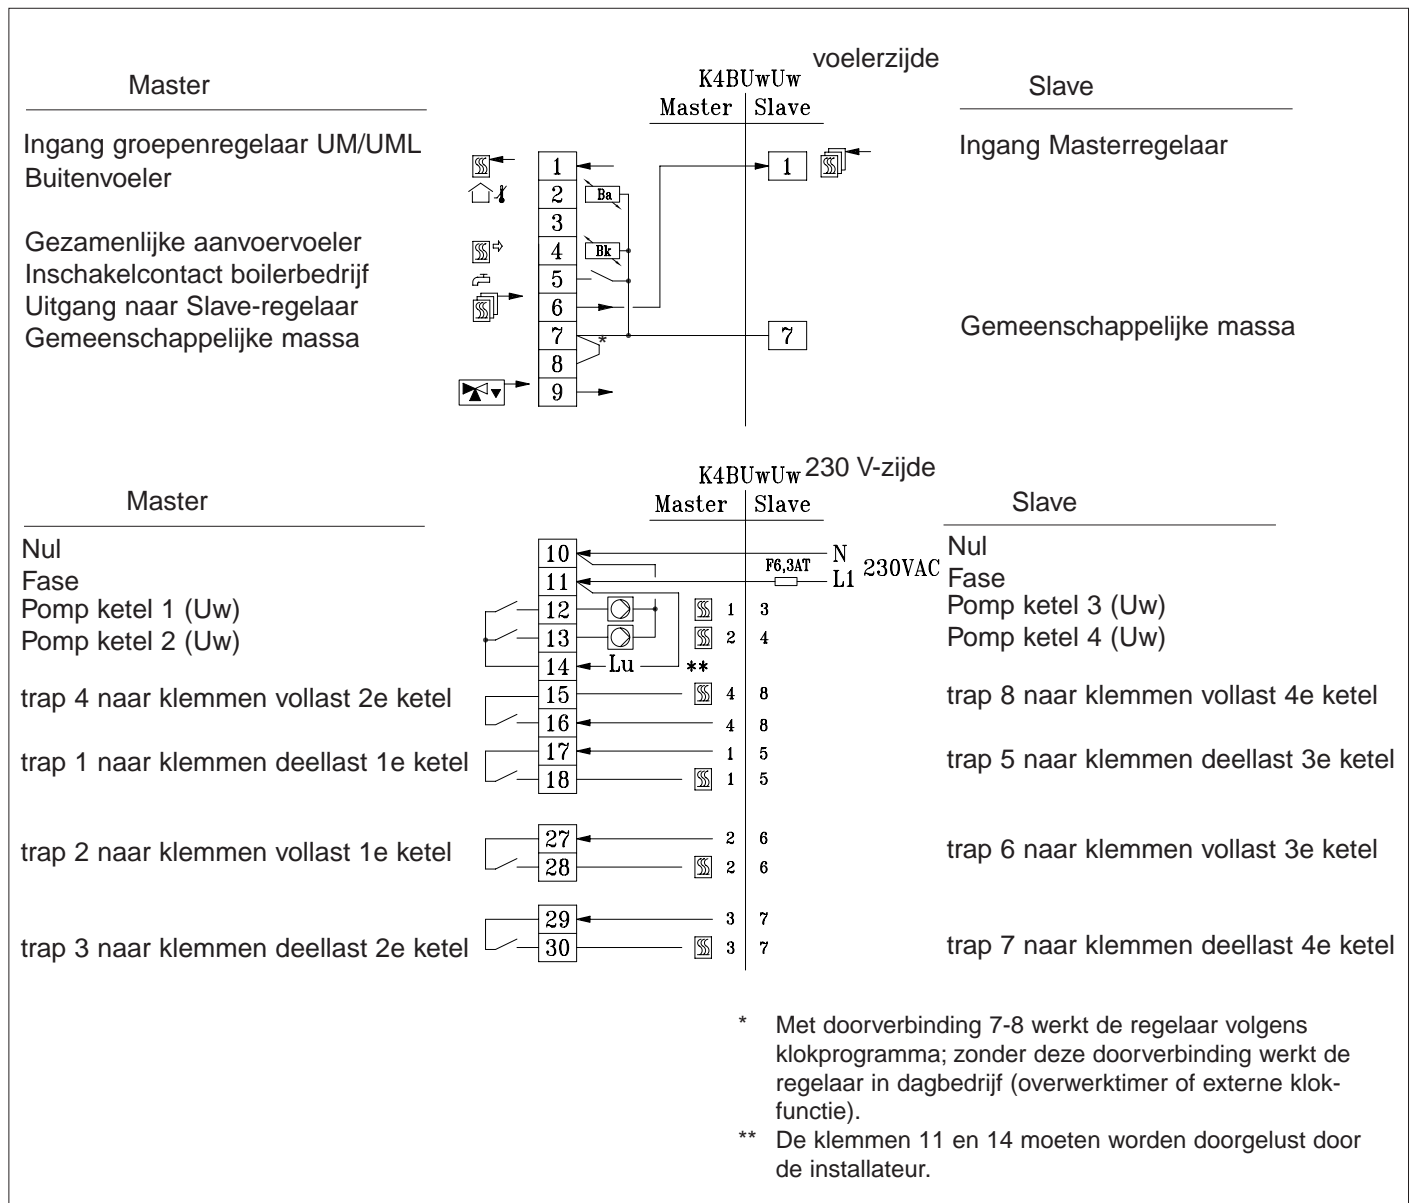 voelerzijde
Master K4BUwUw Slave
Master Slave
Ingang groepenregelaar UM/UML 1 1 Ingang Masterregelaar
Buitenvoeler 2 Ba
3
Gezamenlijke aanvoervoeler 4 Bk
Inschakelcontact boilerbedrijf 5
Uitgang naar Slave-regelaar 6
Gemeenschappelijke massa 7 * 7 Gemeenschappelijke massa
8
9
K4BUwUw 230 V-zijde
Master Master Slave Slave
Nul 10 N Nul
Fase 11 F6,3AT L1 230VAC Fase
Pomp ketel 1 (Uw) 12 1 3 Pomp ketel 3 (Uw)
Pomp ketel 2 (Uw) 13 2 4 Pomp ketel 4 (Uw)
14 Lu **
trap 4 naar klemmen vollast 2e ketel 15 4 8 trap 8 naar klemmen vollast 4e ketel
16 4 8
trap 1 naar klemmen deellast 1e ketel 17 1 5 trap 5 naar klemmen deellast 3e ketel
18 1 5
27 2 6
trap 2 naar klemmen vollast 1e ketel 28 2 6 trap 6 naar klemmen vollast 3e ketel
29 3 7
trap 3 naar klemmen deellast 2e ketel 30 3 7 trap 7 naar klemmen deellast 4e ketel
* Met doorverbinding 7-8 werkt de regelaar volgens
klokprogramma; zonder deze doorverbinding werkt de
regelaar in dagbedrijf (overwerktimer of externe klok-
functie).
** De klemmen 11 en 14 moeten worden doorgelust door
de installateur.